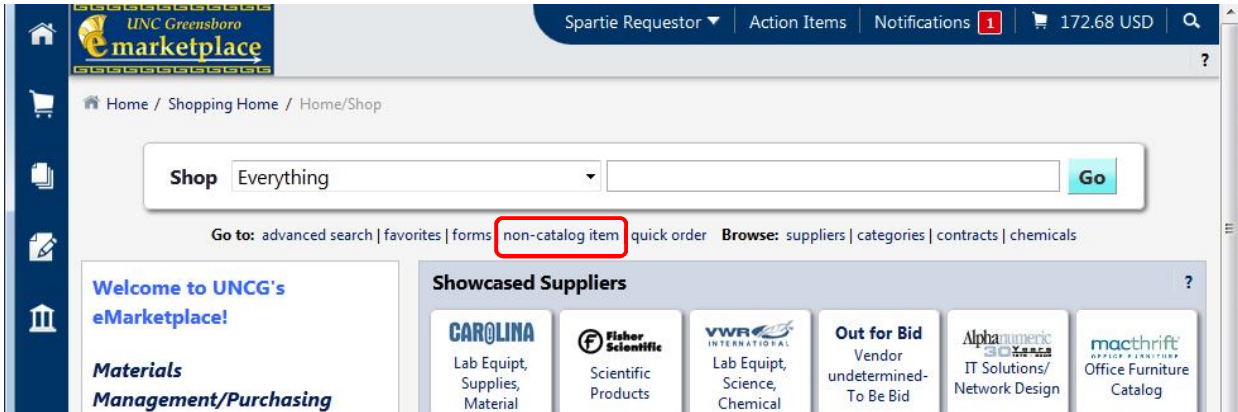 UNC Greensboro
emarketplace
Spartie Requestor ▼ | Action Items | Notifications 1 | 172.68 USD |
?
Home / Shopping Home / Home/Shop
Shop Everything Go
Go to: advanced search | favorites | forms non-catalog item quick order Browse: suppliers | categories | contracts | chemicals
Welcome to UNCG's
eMarketplace!
Materials
Management/Purchasing
Showcased Suppliers ?
CAROLINA
Lab Equipt,
Supplies,
Material
Fisher
Scientific
Scientific
Products
VWR
INTERNATIONAL
Lab Equipt,
Science,
Chemical
Out for Bid
Vendor
undetermined-
To Be Bid
Alphanumeric
30 Years
IT Solutions/
Network Design
macthrift
OFFICE FURNITURE
Office Furniture
Catalog